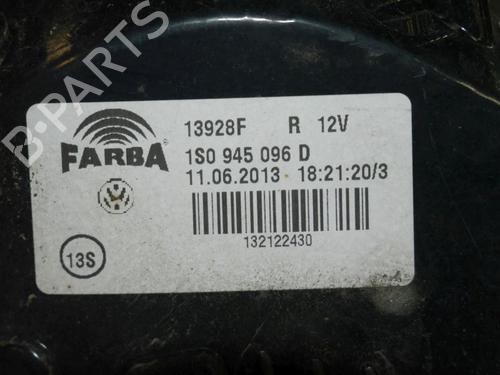 13928F R 12V
FARBA
1S0 945 096 D
11.06.2013 18:21:20/3
132122430
13S
B-PARTS